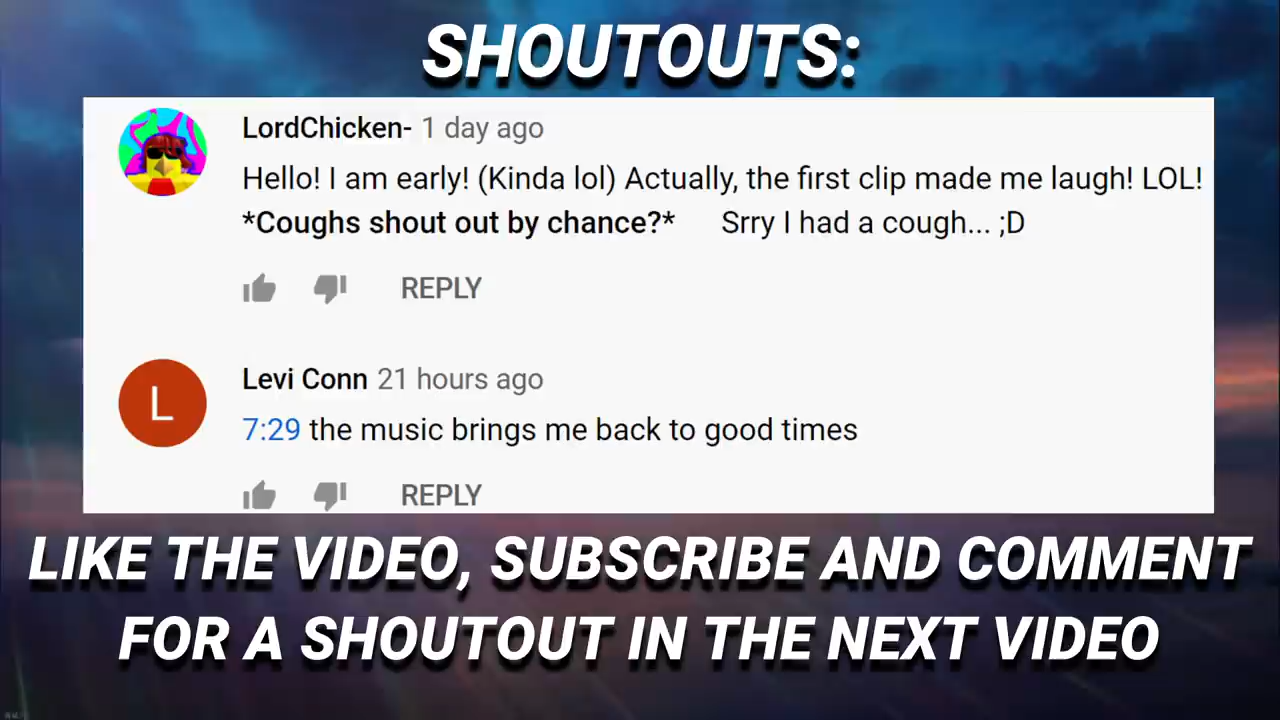 SHOUTOUTS:
LordChicken- 1 day ago
Hello! I am early! (Kinda lol) Actually, the first clip made me laugh! LOL!
*Coughs shout out by chance?* Srry I had a cough... ;D
REPLY
L
Levi Conn 21 hours ago
7:29 the music brings me back to good times
REPLY
LIKE THE VIDEO, SUBSCRIBE AND COMMENT
FOR A SHOUTOUT IN THE NEXT VIDEO